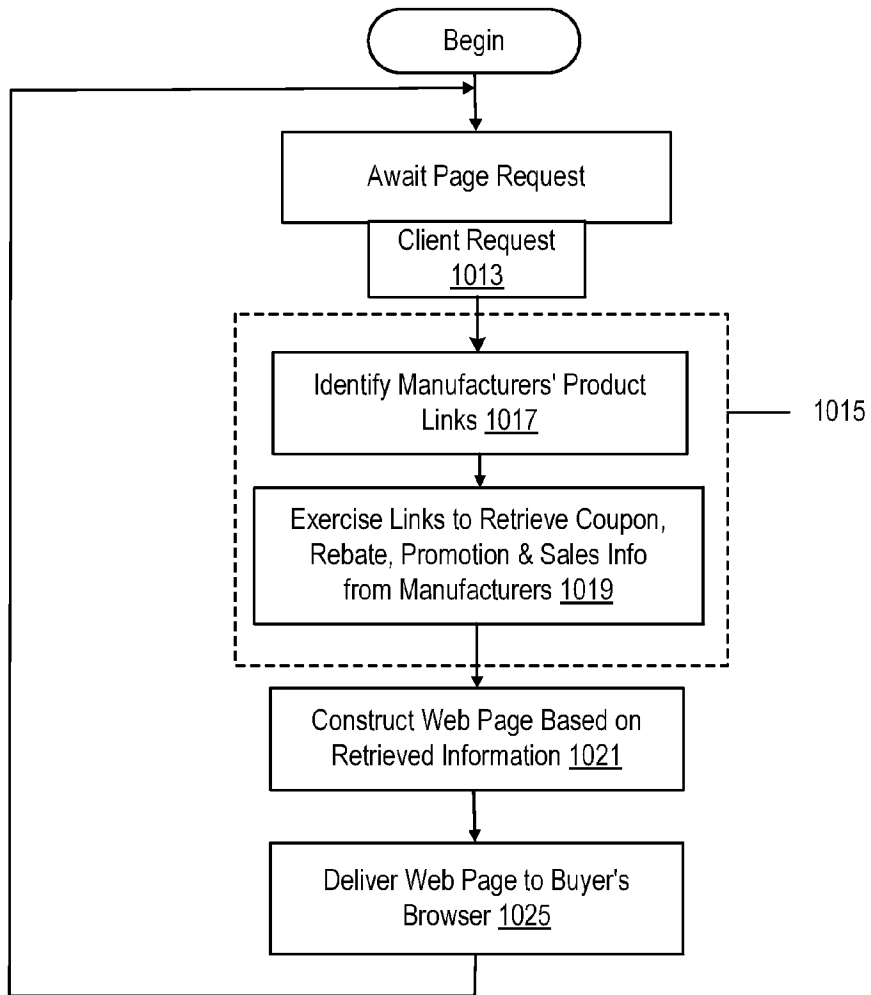 Begin
Await Page Request
Client Request
1013
Identify Manufacturers' Product
Links 1017
1015
Exercise Links to Retrieve Coupon,
Rebate, Promotion & Sales Info
from Manufacturers 1019
Construct Web Page Based on
Retrieved Information 1021
Deliver Web Page to Buyer's
Browser 1025